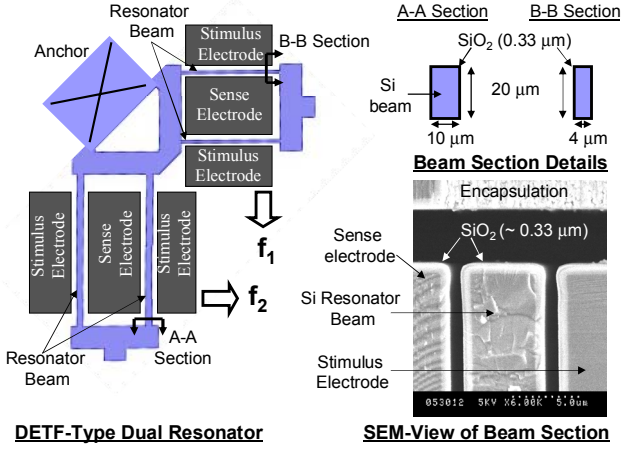 Resonator
Beam
Anchor
Stimulus
Electrode
B-B Section
Sense
Electrode
Stimulus
Electrode
f1
Stimulus
Electrode
Sense
Electrode
Stimulus
Electrode
f2
Resonator
Beam
A-A
Section
DETF-Type Dual Resonator
A-A Section
B-B Section
SiO2 (0.33 μm)
Si
beam
20 μm
10 μm
4 μm
Beam Section Details
Encapsulation
SiO2 (~ 0.33 μm)
Sense
electrode
Si Resonator
Beam
Stimulus
Electrode
053012 5KV X6.00K 5.0um
SEM-View of Beam Section